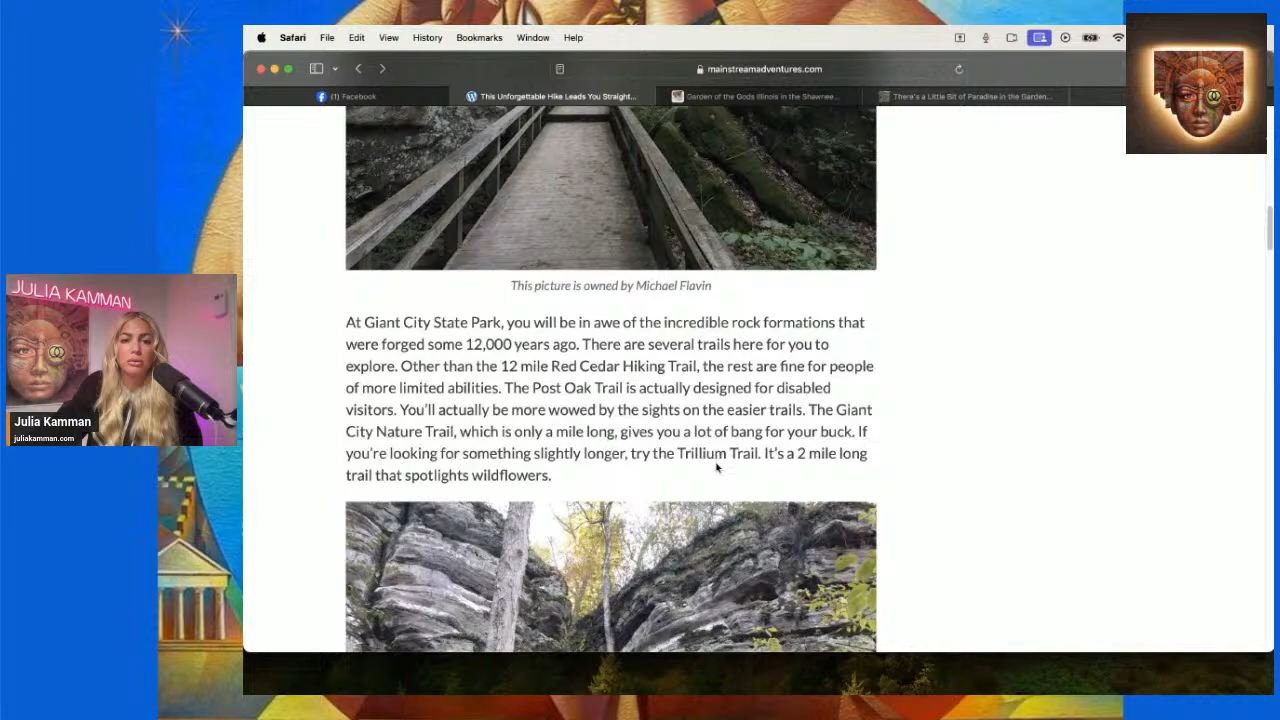 Safari File Edit View History Bookmarks Window Help
mainstreamadventures.com
(1) Facebook
This Unforgettable Hike Leads You Straight...
Garden of the Gods Illinois in the Shawnee...
There's a Little Bit of Paradise in the Garden...
This picture is owned by Michael Flavin
At Giant City State Park, you will be in awe of the incredible rock formations that
were forged some 12,000 years ago. There are several trails here for you to
explore. Other than the 12 mile Red Cedar Hiking Trail, the rest are fine for people
of more limited abilities. The Post Oak Trail is actually designed for disabled
visitors. You'll actually be more wowed by the sights on the easier trails. The Giant
City Nature Trail, which is only a mile long, gives you a lot of bang for your buck. If
you're looking for something slightly longer, try the Trillium Trail. It's a 2 mile long
trail that spotlights wildflowers.
JULIA KAMMAN
Julia Kamman
juliakamman.com